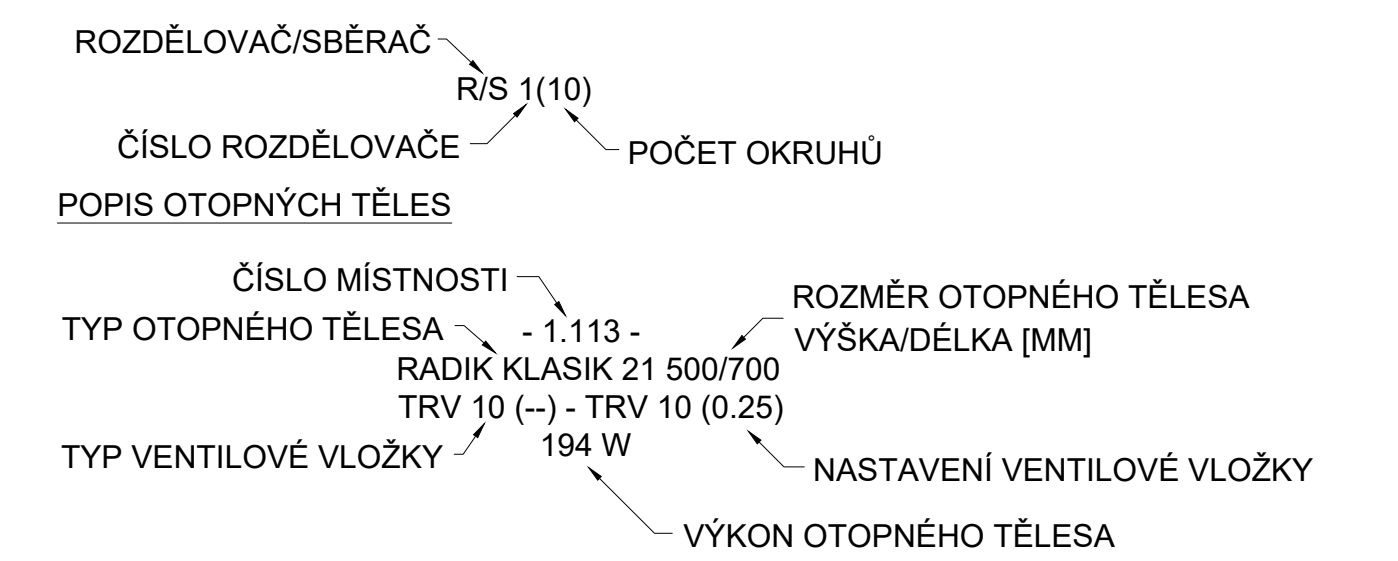 ROZDĚLOVAČ/SBĚRAČ
R/S 1(10)
ČÍSLO ROZDĚLOVAČE
POČET OKRUHŮ
POPIS OTOPNÝCH TĚLES
ČÍSLO MÍSTNOSTI
ROZMĚR OTOPNÉHO TĚLESA
VÝŠKA/DÉLKA [MM]
TYP OTOPNÉHO TĚLESA
- 1.113 -
RADIK KLASIK 21 500/700
TRV 10 (--) - TRV 10 (0.25)
194 W
TYP VENTILOVÉ VLOŽKY
NASTAVENÍ VENTILOVÉ VLOŽKY
VÝKON OTOPNÉHO TĚLESA